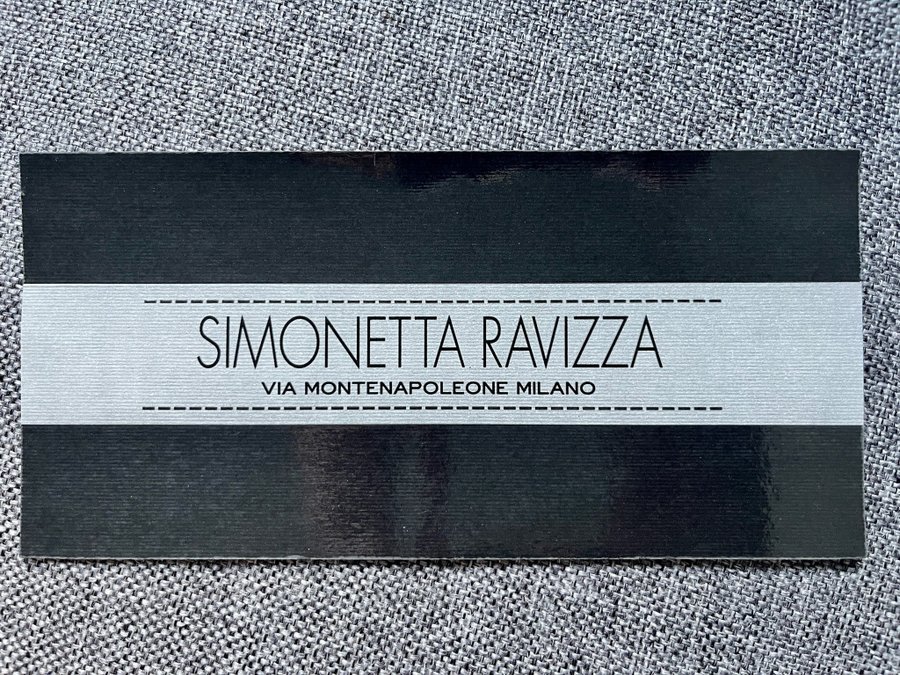 SIMONETTA RAVIZZA
VIA MONTENAPOLEONE MILANO